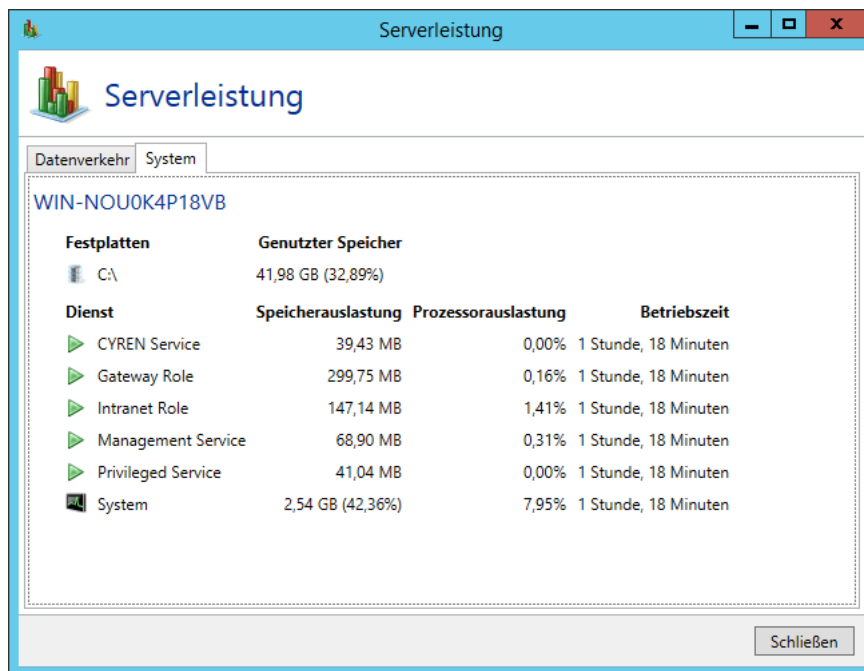 Serverleistung
Serverleistung
Datenverkehr System
WIN-NOU0K4P18VB
Festplatten Genutzter Speicher
C:\ 41,98 GB (32,89%)
Dienst Speicherauslastung Prozessorauslastung Betriebszeit
CYREN Service 39,43 MB 0,00% 1 Stunde, 18 Minuten
Gateway Role 299,75 MB 0,16% 1 Stunde, 18 Minuten
Intranet Role 147,14 MB 1,41% 1 Stunde, 18 Minuten
Management Service 68,90 MB 0,31% 1 Stunde, 18 Minuten
Privileged Service 41,04 MB 0,00% 1 Stunde, 18 Minuten
System 2,54 GB (42,36%) 7,95% 1 Stunde, 18 Minuten
Schließen